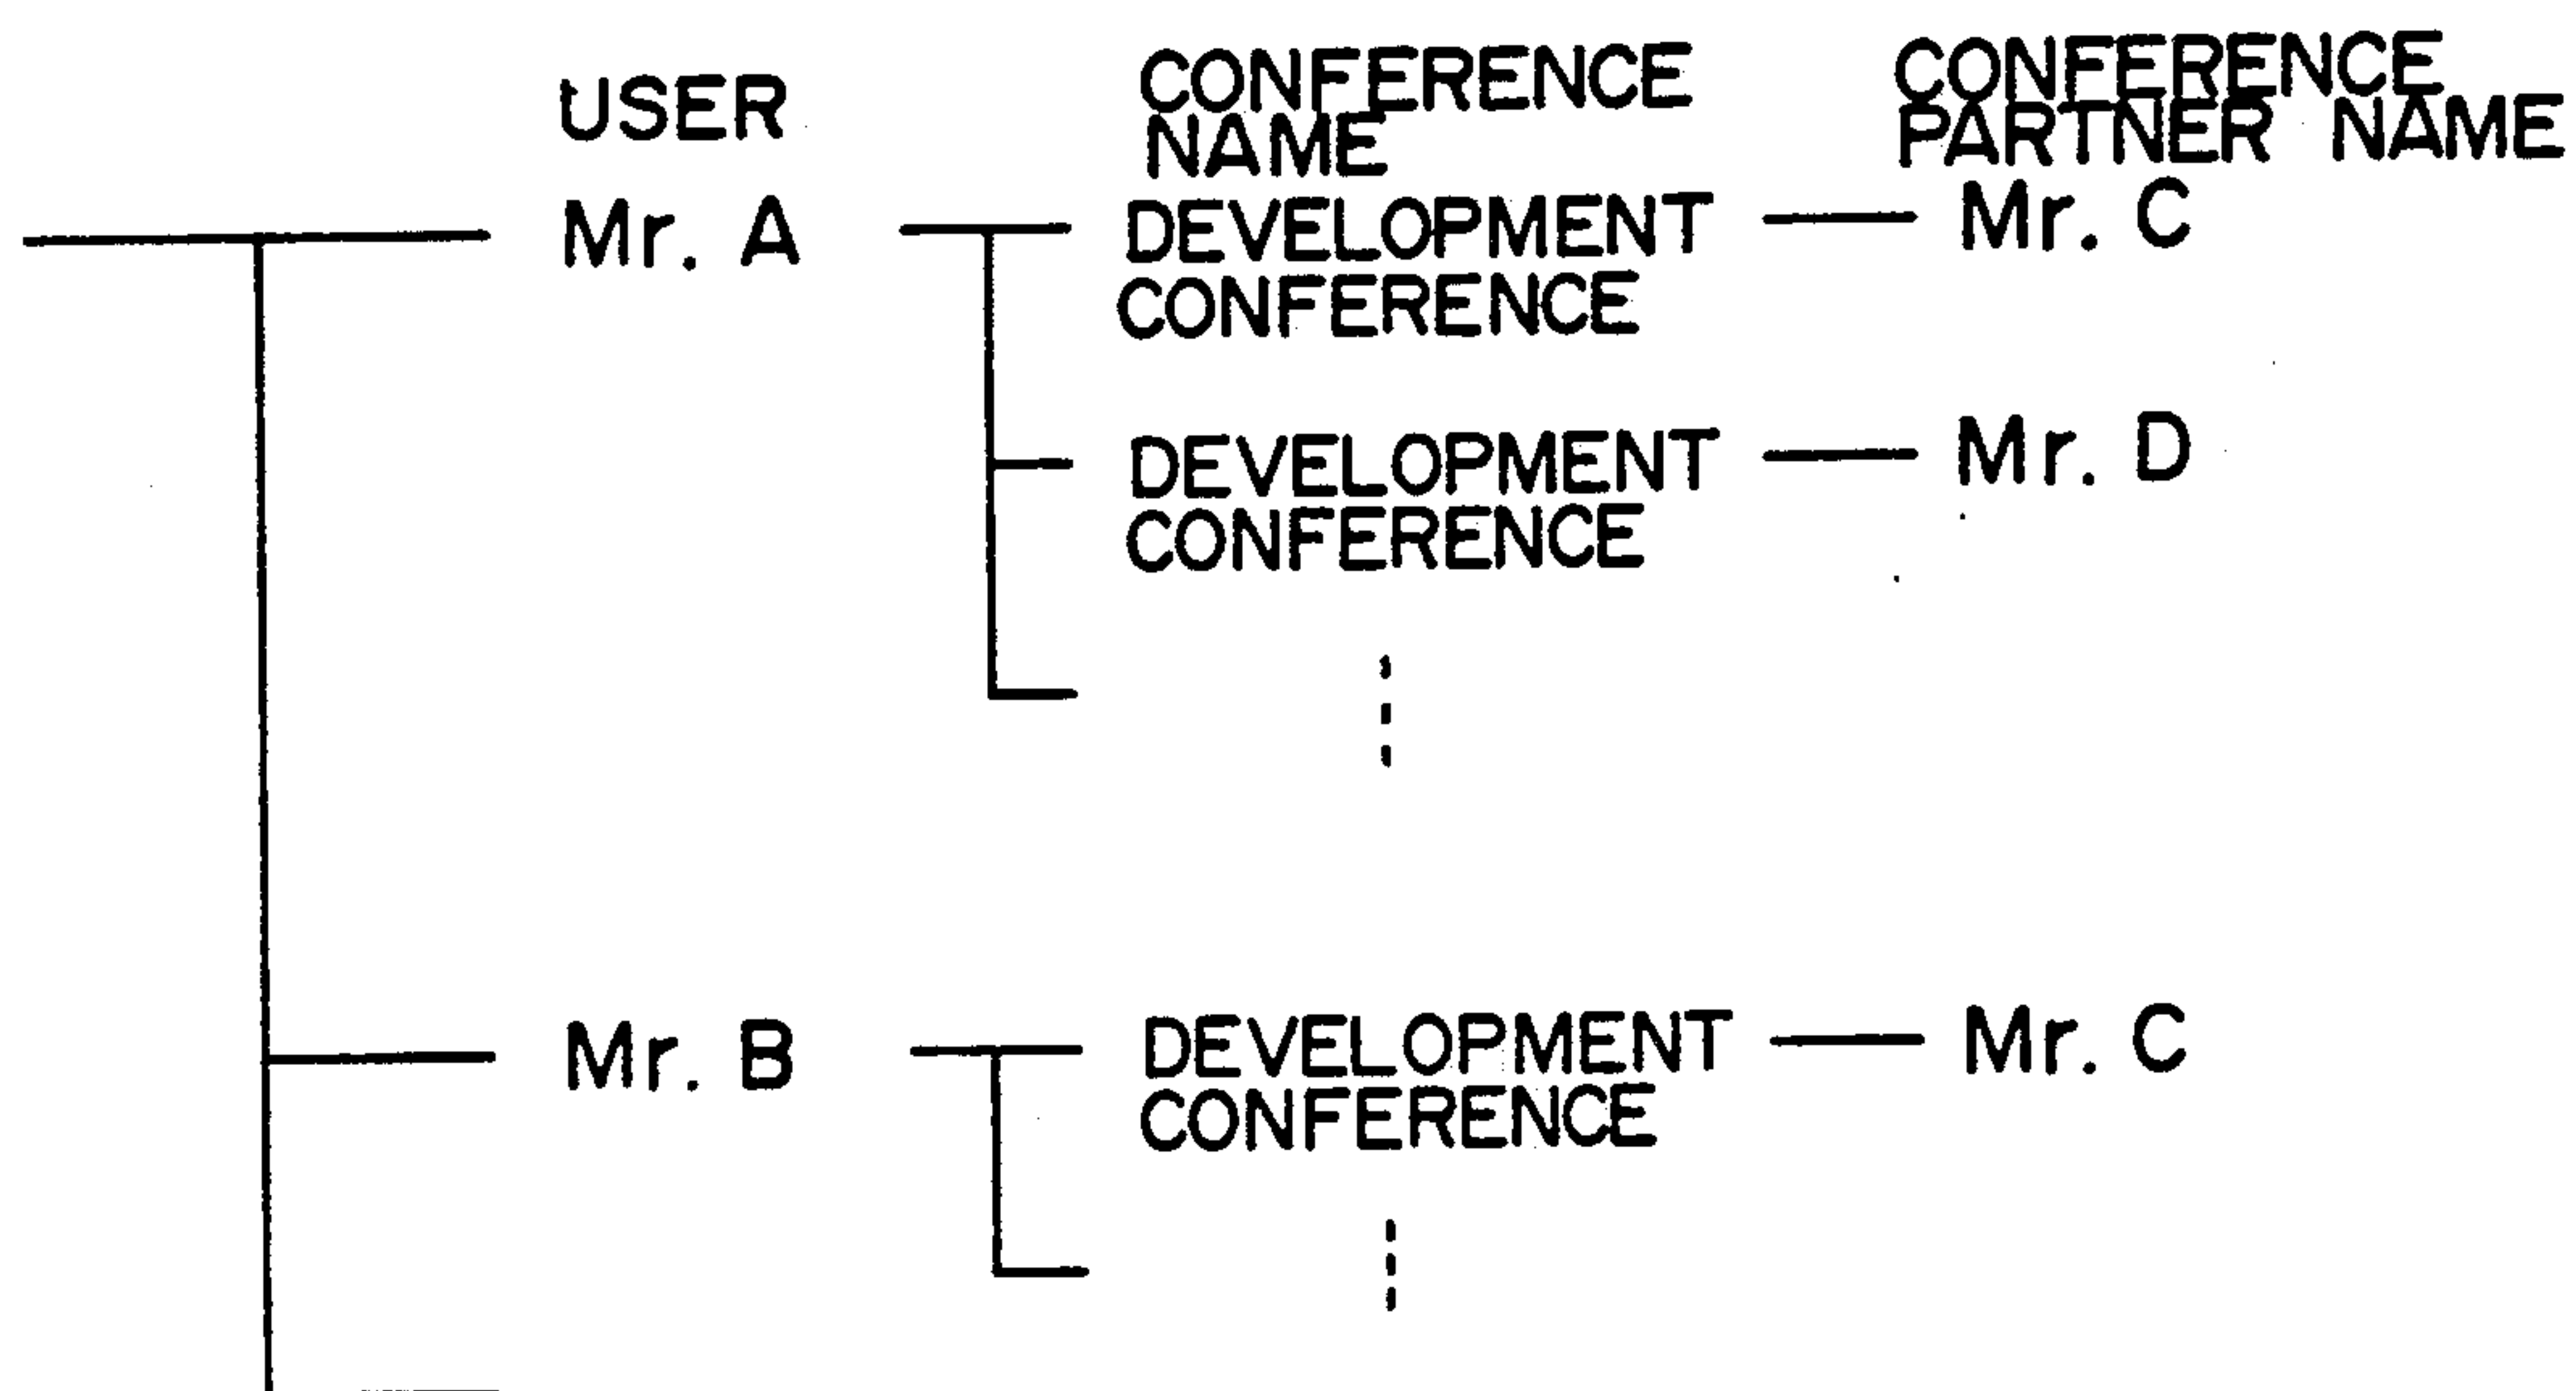 USER
CONFERENCE
NAME
CONFERENCE
PARTNER NAME
Mr. A
DEVELOPMENT
CONFERENCE
Mr. C
DEVELOPMENT
CONFERENCE
Mr. D
Mr. B
DEVELOPMENT
CONFERENCE
Mr. C